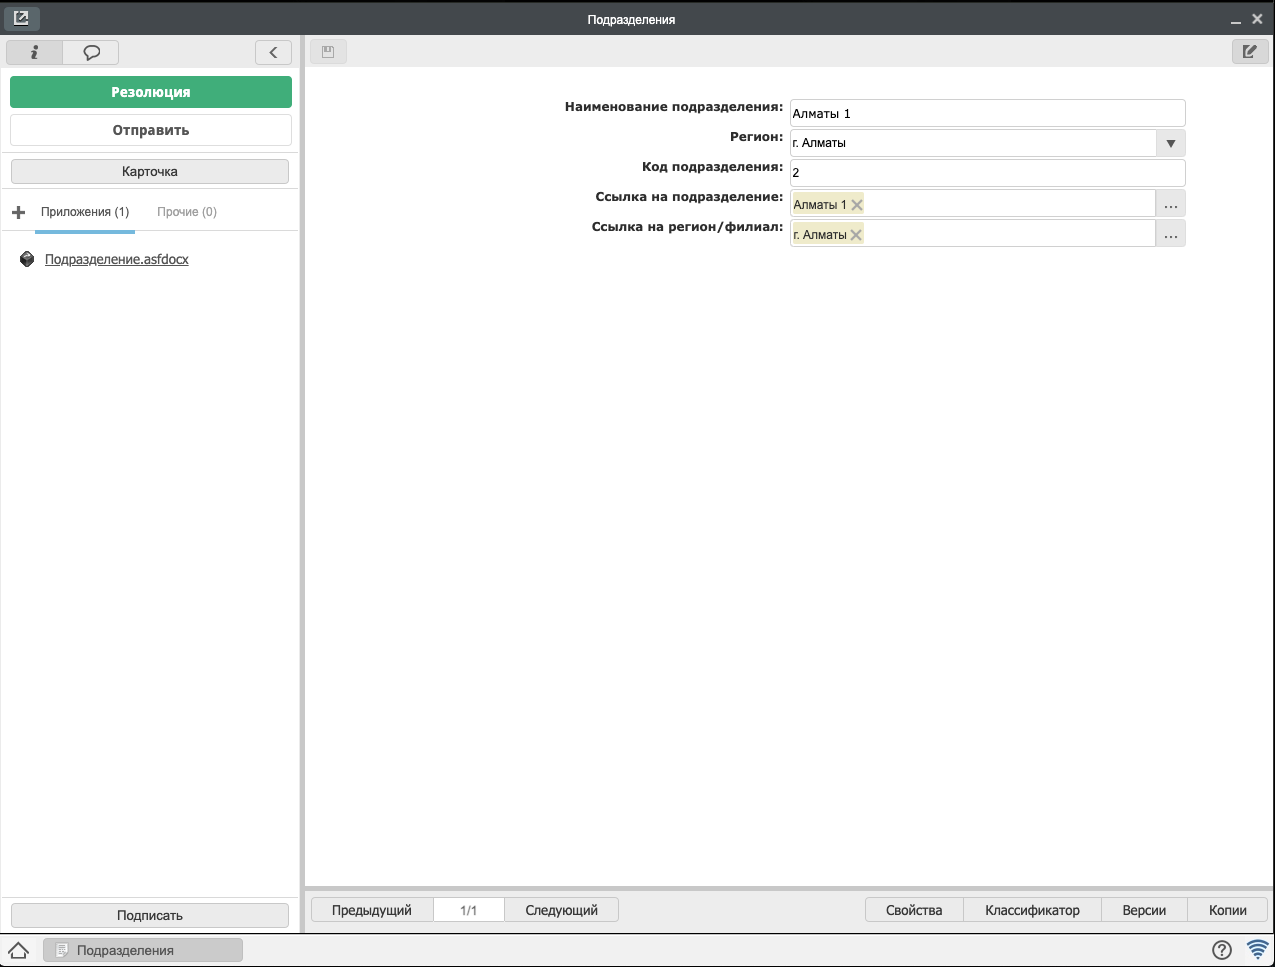 Подразделения
Резолюция
Отправить
Карточка
Приложения (1) Прочие (0)
Подразделение.asfdocx
Наименование подразделения: Алматы 1
Регион: г. Алматы
Код подразделения: 2
Ссылка на подразделение: Алматы 1 ...
Ссылка на регион/филиал: г. Алматы ...
Подписать
Предыдущий 1/1 Следующий Свойства Классификатор Версии Копии
Подразделения